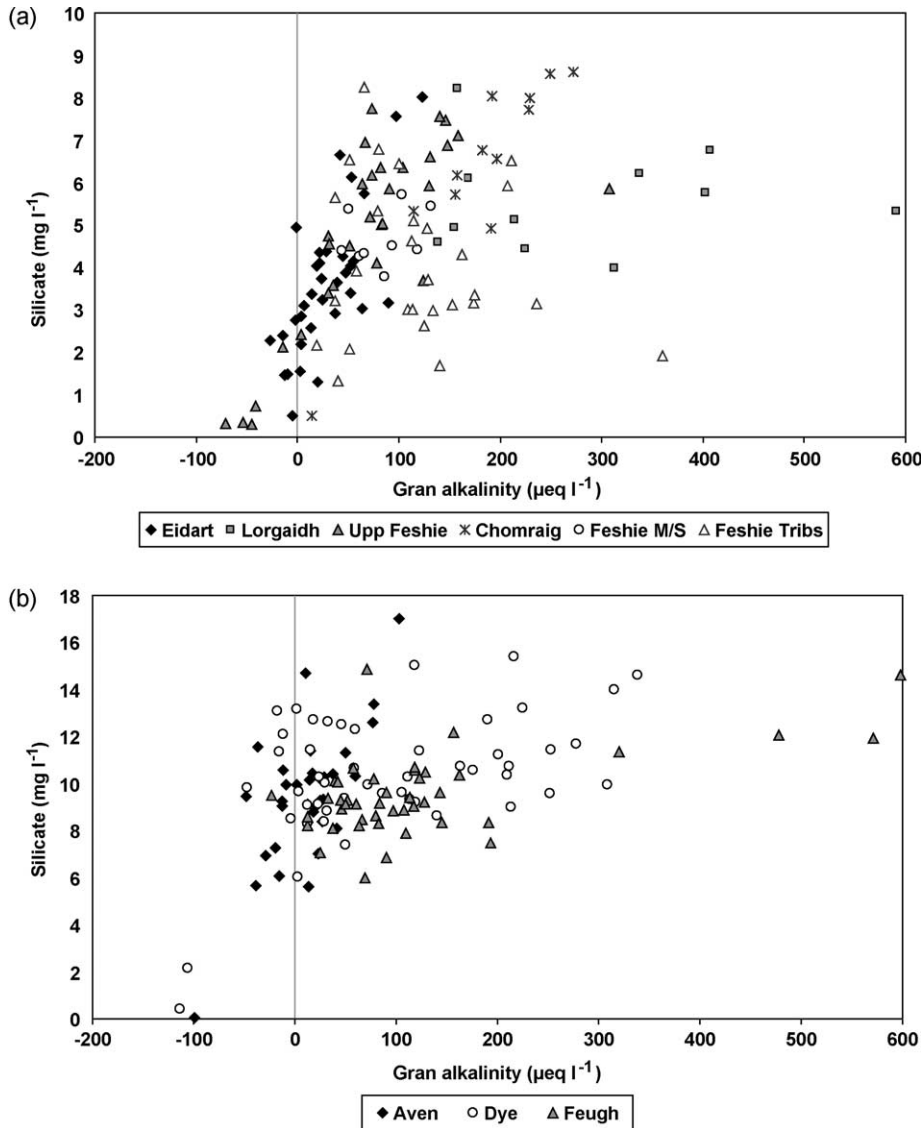 (a)
10
9
8
7
6
5
4
3
2
1
0
Silicate (mg l⁻¹)
-200 -100 0 100 200 300 400 500 600
Gran alkalinity (µeq l⁻¹)
Eidart Lorgaidh Upp Feshie Chomraig Feshie M/S Feshie Tribs
(b)
18
16
14
12
10
8
6
4
2
0
Silicate (mg l⁻¹)
-200 -100 0 100 200 300 400 500 600
Gran alkalinity (µeq l⁻¹)
Aven Dye Feugh